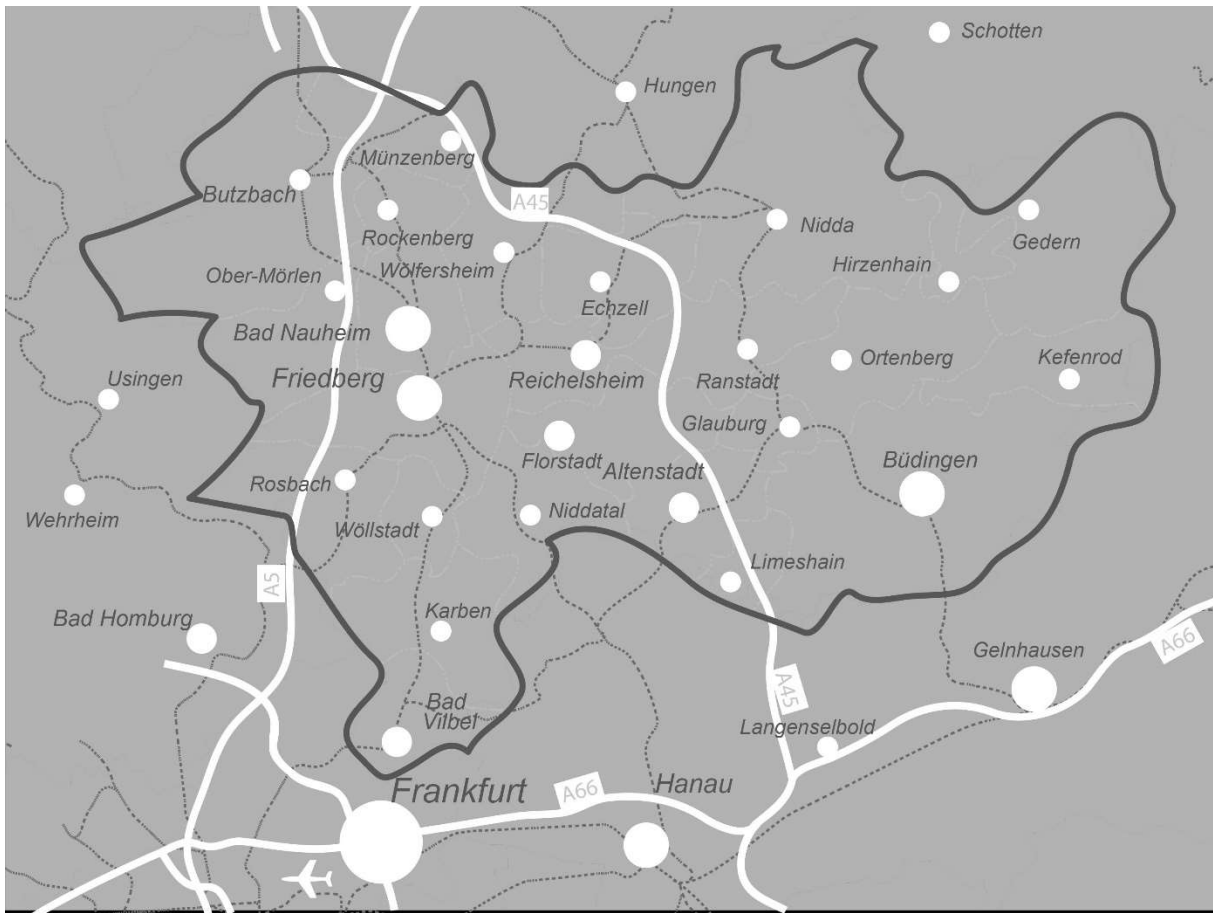 Schotten
Hungen
Münzenberg
Butzbach
A45
Rockenberg
Nidda
Gedern
Wölfersheim
Hirzenhain
Ober-Mörlen
Echzell
Bad Nauheim
Ortenberg
Kefenrod
Usingen
Friedberg
Reichelsheim
Ranstadt
Glauburg
Florstadt
Altenstadt
Büdingen
Rosbach
Niddatal
Wehrheim
Wöllstadt
Limeshain
A5
Bad Homburg
Karben
A66
Gelnhausen
A45
Bad
Vilbel
Langenselbold
Frankfurt
A66
Hanau